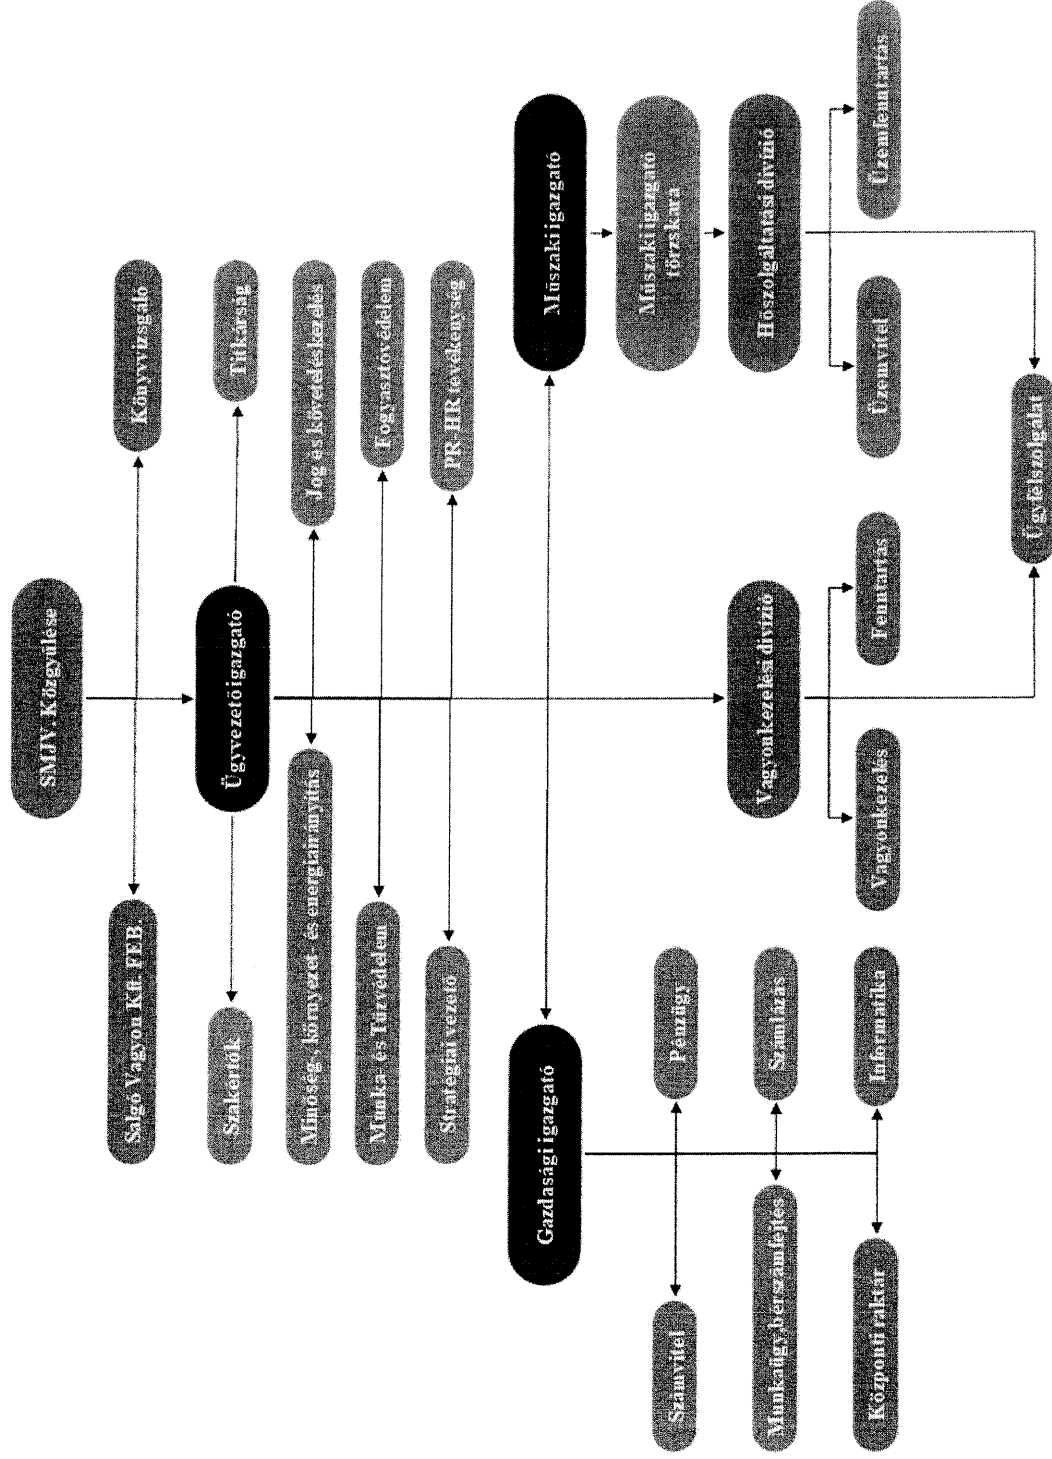 SMJV. Közgyűlése
Salgó Vagyon Kft. FEB.
Könyvvizsgáló
Ügyvezető igazgató
Szakértők
Titkárság
Minőség-, környezet- és energiairányítás
Jog és követeléskezelés
Munka- és Tűzvédelem
Fogyasztóvédelem
Stratégiai vezető
PR- HR tevékenység
Gazdasági igazgató
Műszaki igazgató
Műszaki igazgató
törzskara
Számvitel
Pénzügy
Vagyonkezelési divízió
Hőszolgáltatási divízió
Munkaügy, bérszámfejtés
Számlázás
Központi raktár
Informatika
Vagyonkezelés
Fenntartás
Üzemvitel
Üzemfenntartás
Ügyfélszolgálat